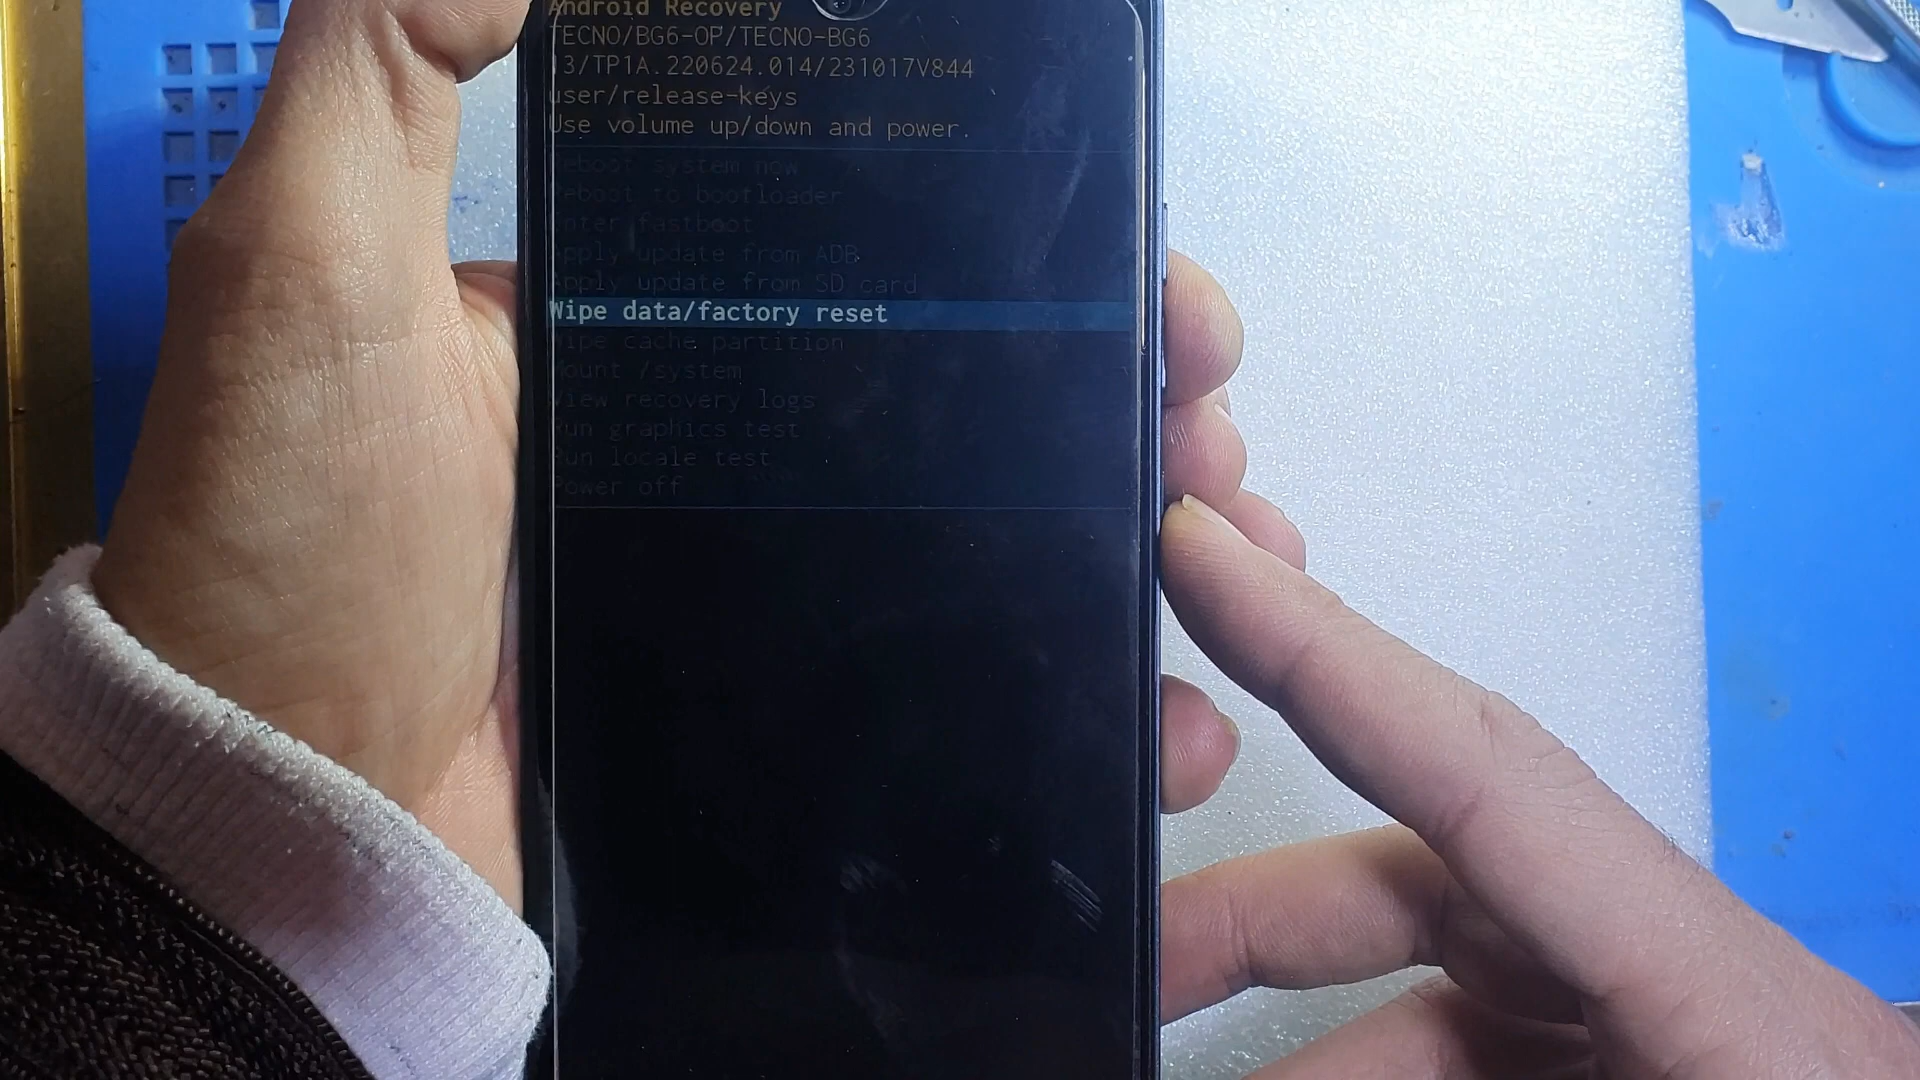 Android Recovery
TECNO/BG6-OP/TECNO-BG6
13/TP1A.220624.014/231017V844
user/release-keys
Use volume up/down and power.
Reboot system now
Reboot to bootloader
Enter fastboot
Apply update from ADB
Apply update from SD card
Wipe data/factory reset
Wipe cache partition
Mount /system
View recovery logs
Run graphics test
Run locale test
Power off